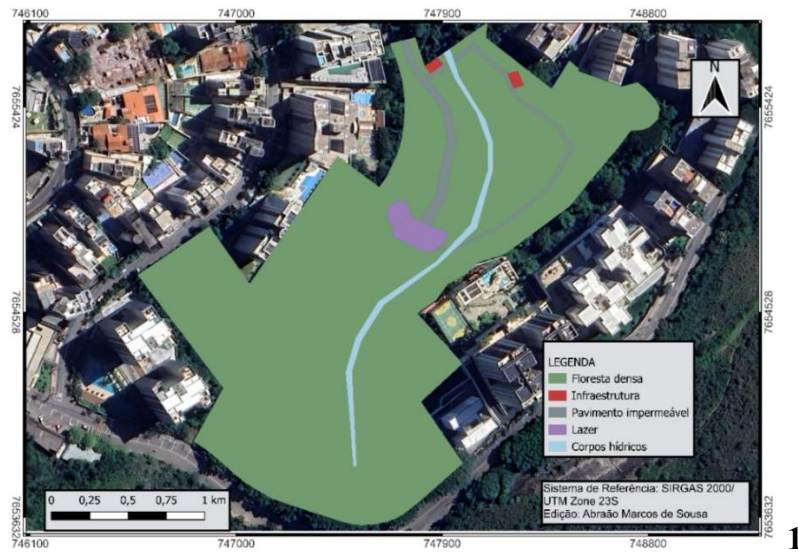 746100 747000 747900 748800
N
7655424 7655424
7654528 7654528
7653632 7653632
LEGENDA
Floresta densa
Infraestrutura
Pavimento impermeável
Lazer
Corpos hídricos
0 0,25 0,5 0,75 1 km
Sistema de Referência: SIRGAS 2000/
UTM Zone 23S
Edição: Abraão Marcos de Sousa
746100 747000 747900 748800
1